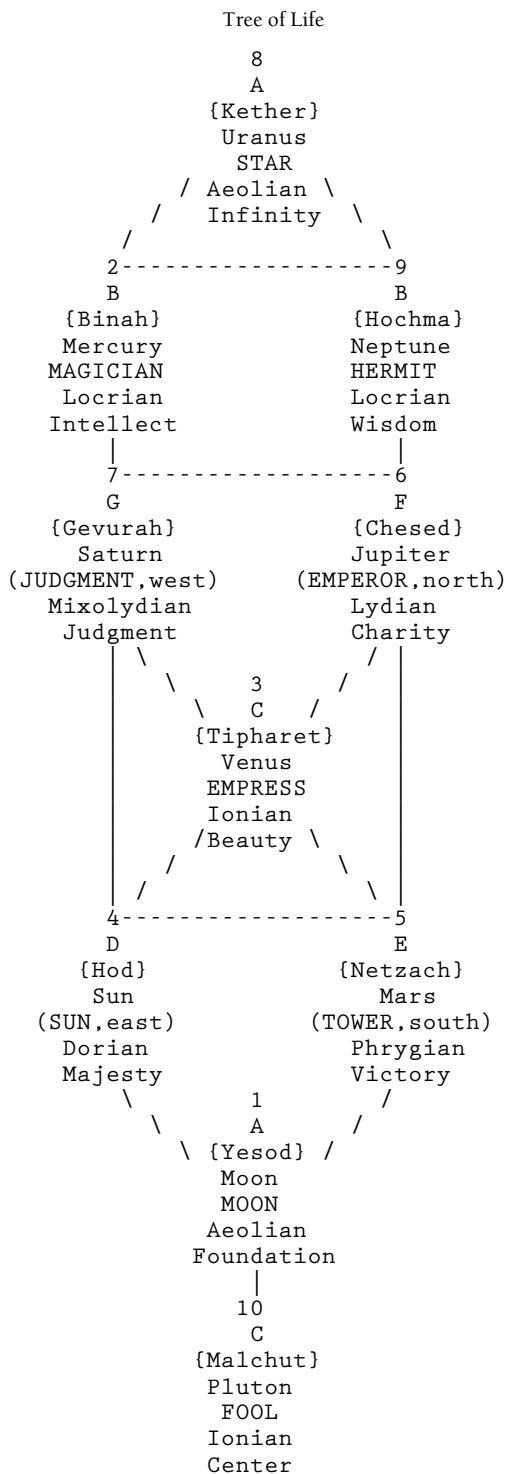 Tree of Life
8
A
{Kether}
Uranus
STAR
/ Aeolian \
/ Infinity \
/ \
2-------------------9
B B
{Binah} {Hochma}
Mercury Neptune
MAGICIAN HERMIT
Locrian Locrian
Intellect Wisdom
| |
7-------------------6
G F
{Gevurah} {Chesed}
Saturn Jupiter
(JUDGMENT,west) (EMPEROR,north)
Mixolydian Lydian
Judgment Charity
| \ / |
| \ 3 / |
| \ C / |
| {Tipharet} |
| Venus |
| EMPRESS |
| Ionian |
| /Beauty \ |
| / \ |
| / \ |
4-------------------5
D E
{Hod} {Netzach}
Sun Mars
(SUN,east) (TOWER,south)
Dorian Phrygian
Majesty Victory
\ 1 /
\ A /
\ {Yesod} /
Moon
MOON
Aeolian
Foundation
|
10
C
{Malchut}
Pluton
FOOL
Ionian
Center